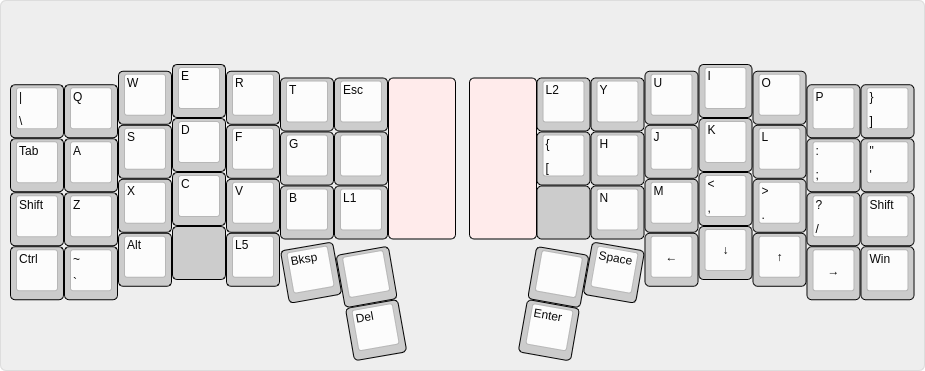 | Q W E R T Esc L2 Y U I O P }
\ ]
Tab A S D F G { H J K L : "
[ ; '
Shift Z X C V B L1 N M < > ? Shift
, . /
Ctrl ~ Alt L5 Bksp Space ← ↓ ↑ → Win
`
Del Enter